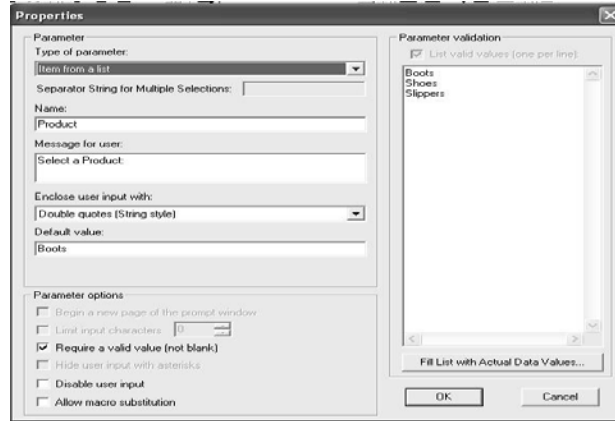 Properties
Parameter
Type of parameter:
Item from a list
Separator String for Multiple Selections:
Name:
Product
Message for user:
Select a Product:
Enclose user input with:
Double quotes (String style)
Default value:
Boots
Parameter options
Begin a new page of the prompt window
Limit input characters 0
Require a valid value (not blank)
Hide user input with asterisks
Disable user input
Allow macro substitution
Parameter validation
List valid values (one per line):
Boots
Shoes
Slippers
Fill List with Actual Data Values...
OK Cancel